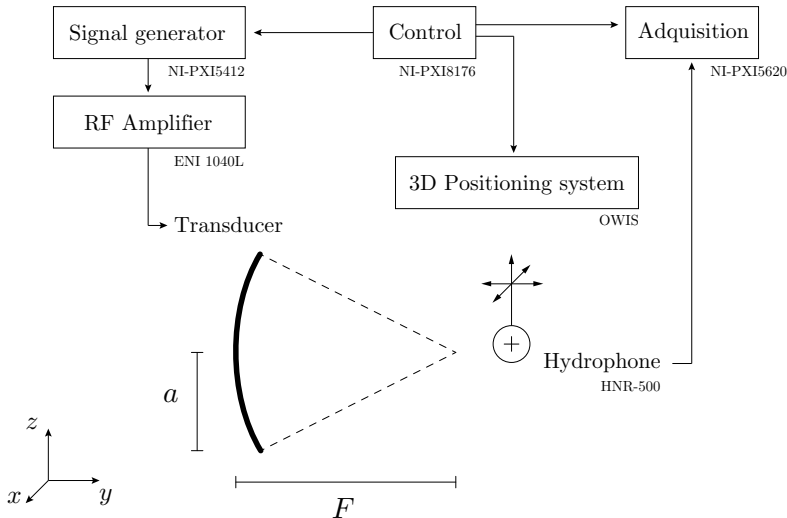 Signal generator
NI-PXI5412
Control
NI-PXI8176
Adquisition
NI-PXI5620
RF Amplifier
ENI 1040L
3D Positioning system
OWIS
Transducer
Hydrophone
HNR-500
a
F
z
x
y